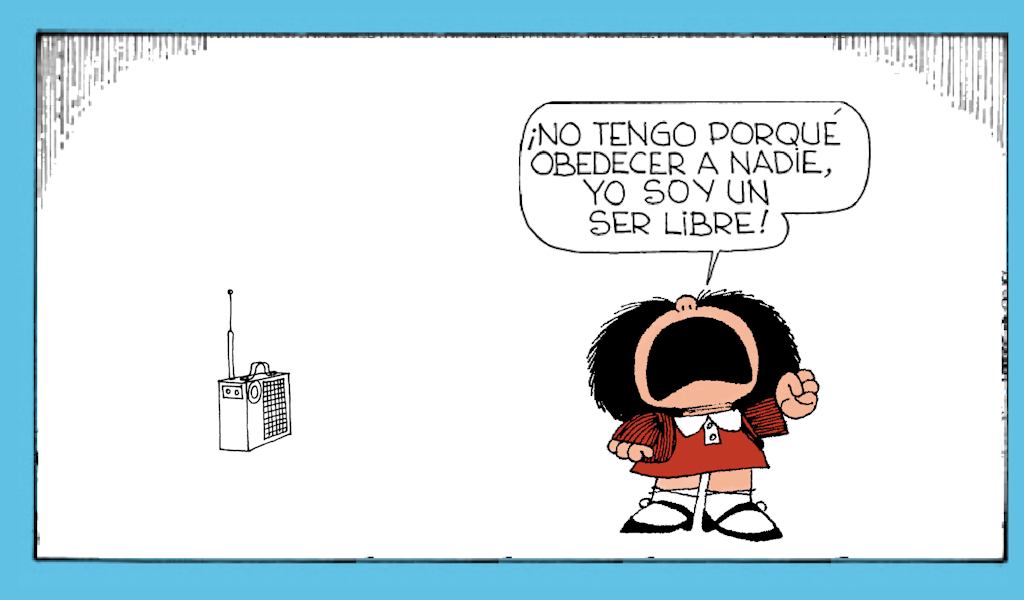 ¡NO TENGO PORQUÉ
OBEDECER A NADiE,
YO SOY UN
SER LiBRE!